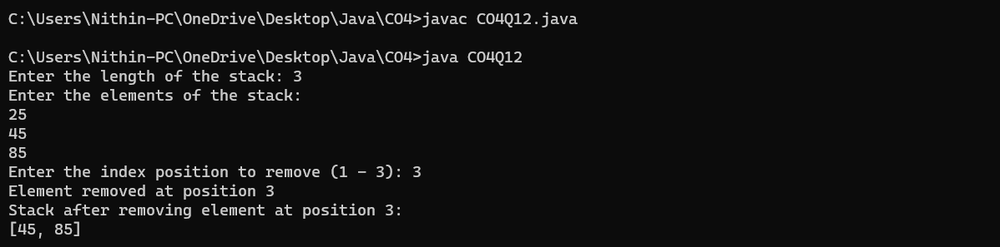 C:\Users\Nithin-PC\OneDrive\Desktop\Java\CO4>javac CO4Q12.java
C:\Users\Nithin-PC\OneDrive\Desktop\Java\CO4>java CO4Q12
Enter the length of the stack: 3
Enter the elements of the stack:
25
45
85
Enter the index position to remove (1 - 3): 3
Element removed at position 3
Stack after removing element at position 3:
[45, 85]